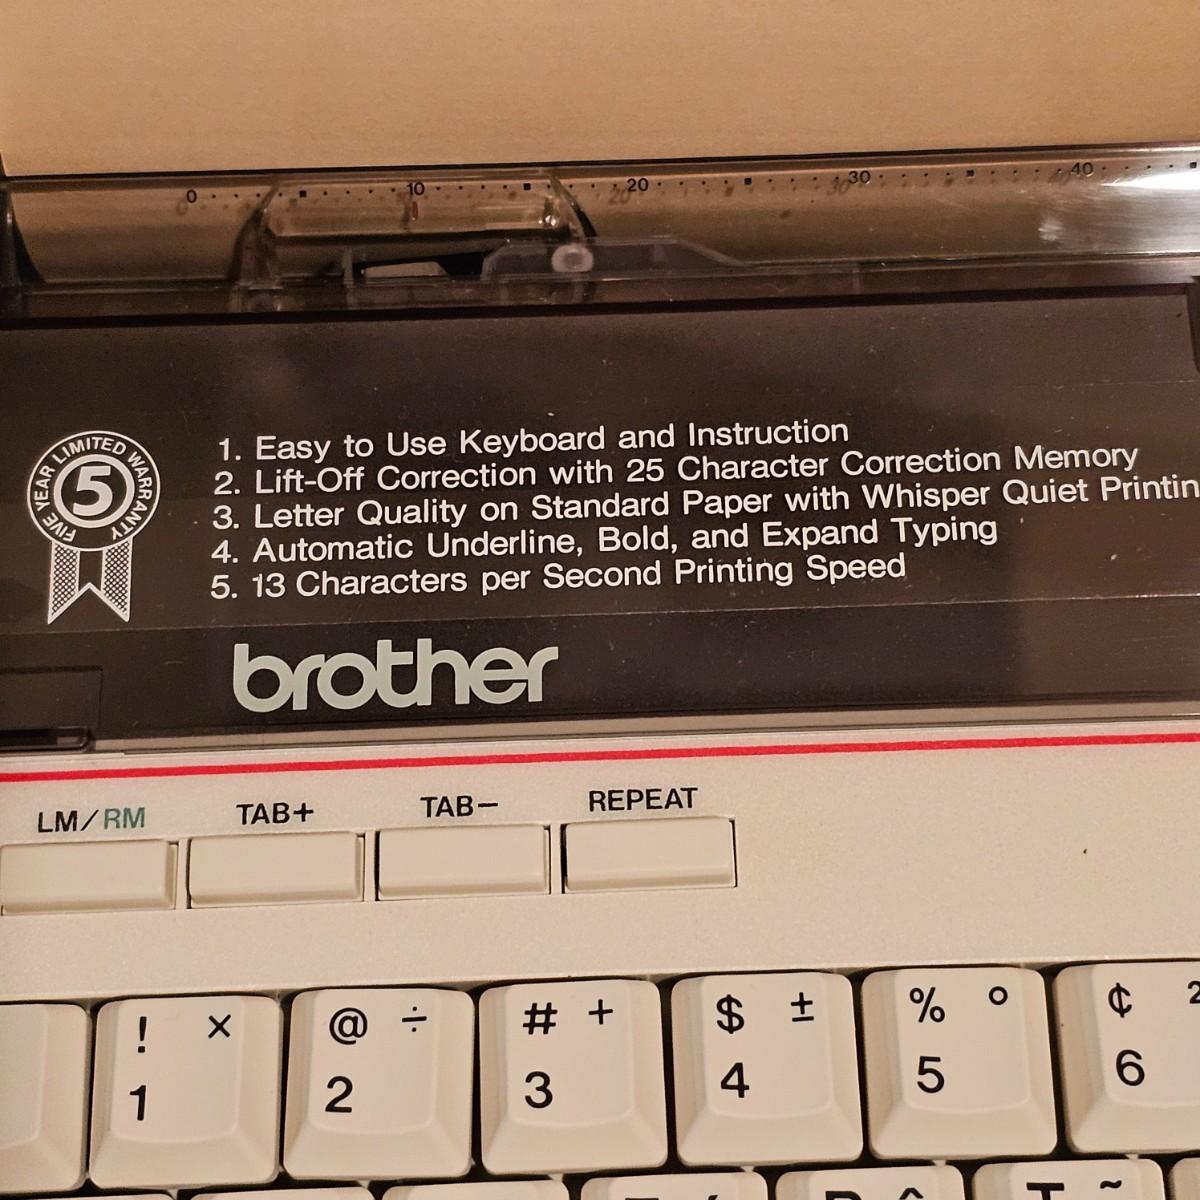 0 10 20 30 40
FIVE YEAR LIMITED WARRANTY
5
1. Easy to Use Keyboard and Instruction
2. Lift-Off Correction with 25 Character Correction Memory
3. Letter Quality on Standard Paper with Whisper Quiet Printin
4. Automatic Underline, Bold, and Expand Typing
5. 13 Characters per Second Printing Speed
brother
LM/RM TAB+ TAB− REPEAT
! × @ ÷ # + $ ± % ° ¢ 2
1 2 3 4 5 6